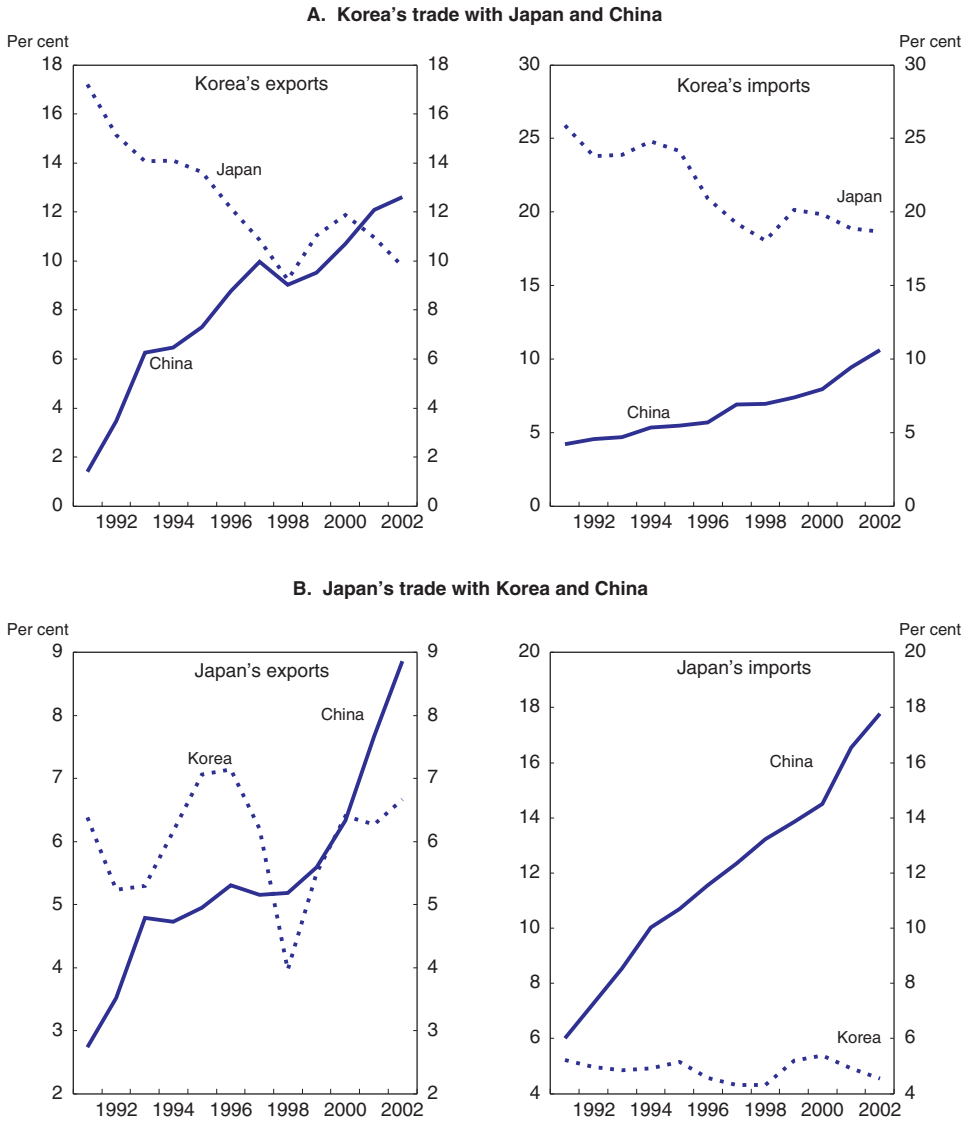 A. Korea’s trade with Japan and China
Per cent Per cent
18 18 30 30
Korea’s exports Korea’s imports
16 16
25 25
14 14
Japan
Japan
12 12
20 20
10 10
15 15
8 8
6 6
China
10 10
4 4
China
5 5
2 2
0 0 0 0
1992 1994 1996 1998 2000 2002 1992 1994 1996 1998 2000 2002
B. Japan’s trade with Korea and China
Per cent Per cent
9 9 20 20
Japan’s exports Japan’s imports
18 18
8 China 8
16 China 16
Korea
7 7
14 14
6 6
12 12
5 5
10 10
4 4
8 8
3 3
6 Korea 6
2 2 4 4
1992 1994 1996 1998 2000 2002 1992 1994 1996 1998 2000 2002